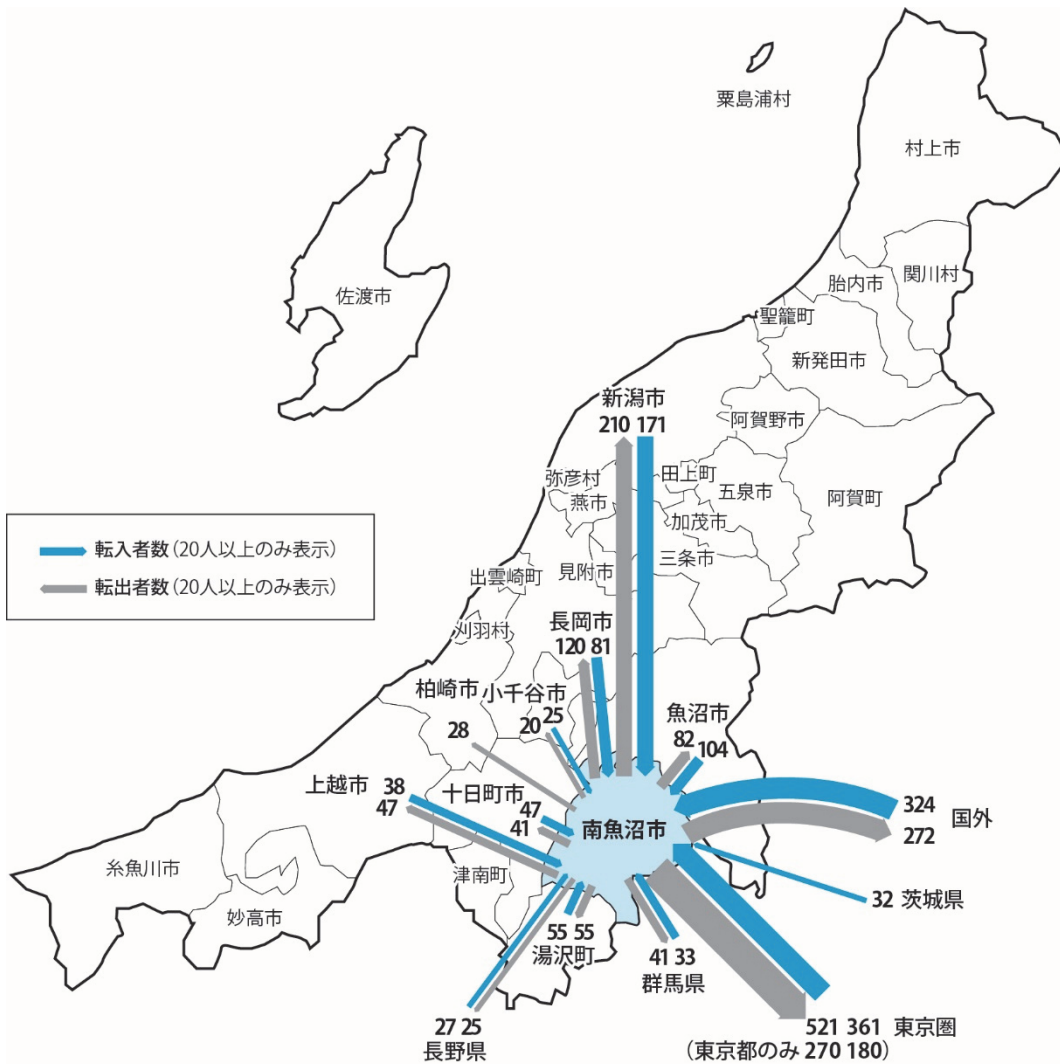 粟島浦村
村上市
佐渡市
関川村
胎内市
聖籠町
新発田市
新潟市
210 171
阿賀野市
弥彦村
田上町
燕市
五泉市
阿賀町
加茂市
転入者数(20人以上のみ表示)
転出者数(20人以上のみ表示)
出雲崎町
見附市
三条市
長岡市
120 81
刈羽村
柏崎市
28
小千谷市
20 25
魚沼市
82 104
上越市
38
47
十日町市
47
41
南魚沼市
324
272
国外
糸魚川市
妙高市
津南町
32 茨城県
55 55
湯沢町
41 33
群馬県
27 25
長野県
521 361 東京圏
(東京都のみ 270 180)